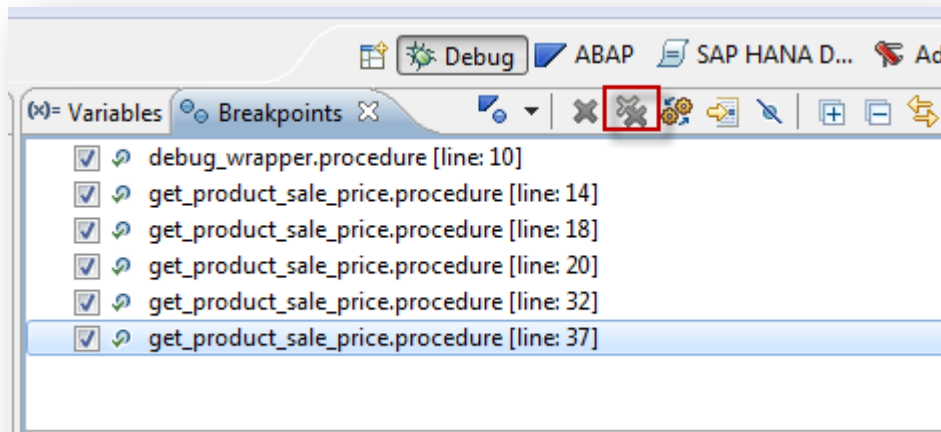 Debug ABAP SAP HANA D... Ad
(x)= Variables Breakpoints
debug_wrapper.procedure [line: 10]
get_product_sale_price.procedure [line: 14]
get_product_sale_price.procedure [line: 18]
get_product_sale_price.procedure [line: 20]
get_product_sale_price.procedure [line: 32]
get_product_sale_price.procedure [line: 37]